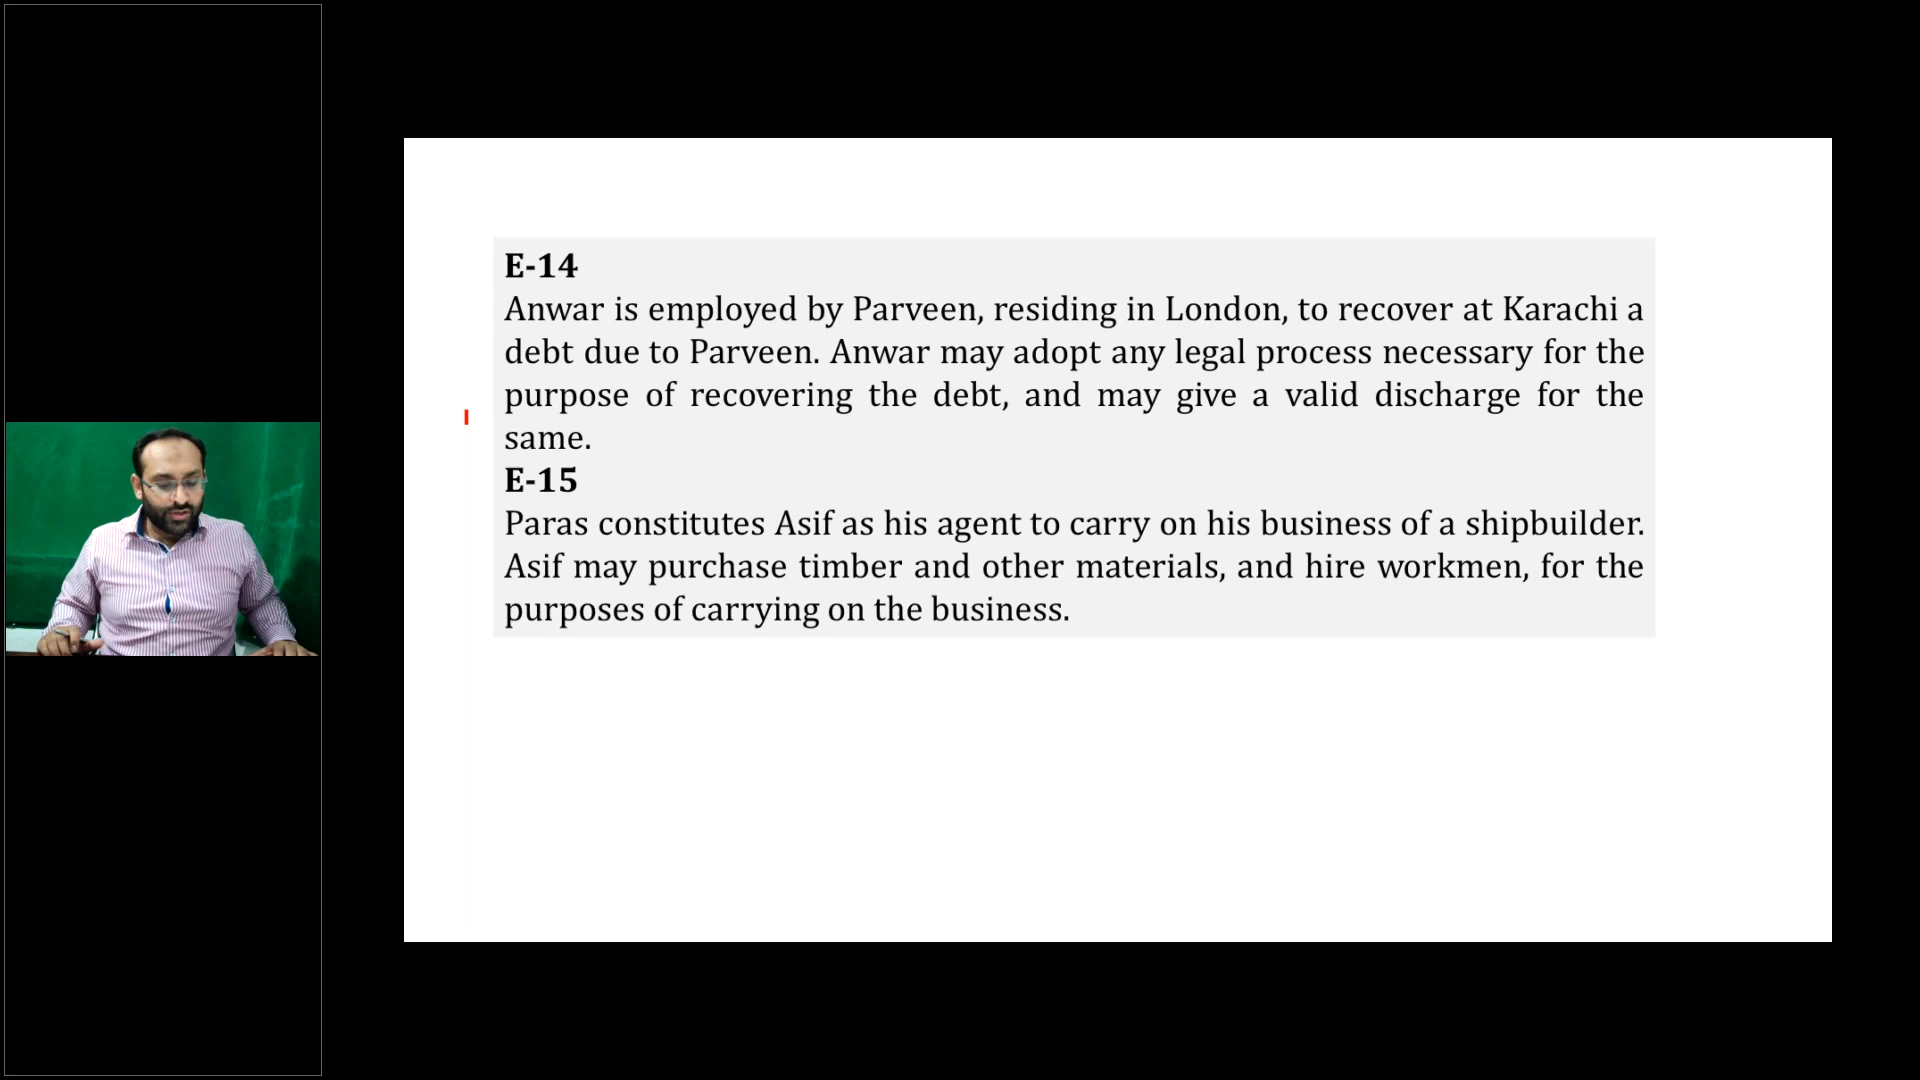 E-14
Anwar is employed by Parveen, residing in London, to recover at Karachi a
debt due to Parveen. Anwar may adopt any legal process necessary for the
purpose of recovering the debt, and may give a valid discharge for the
same.
E-15
Paras constitutes Asif as his agent to carry on his business of a shipbuilder.
Asif may purchase timber and other materials, and hire workmen, for the
purposes of carrying on the business.